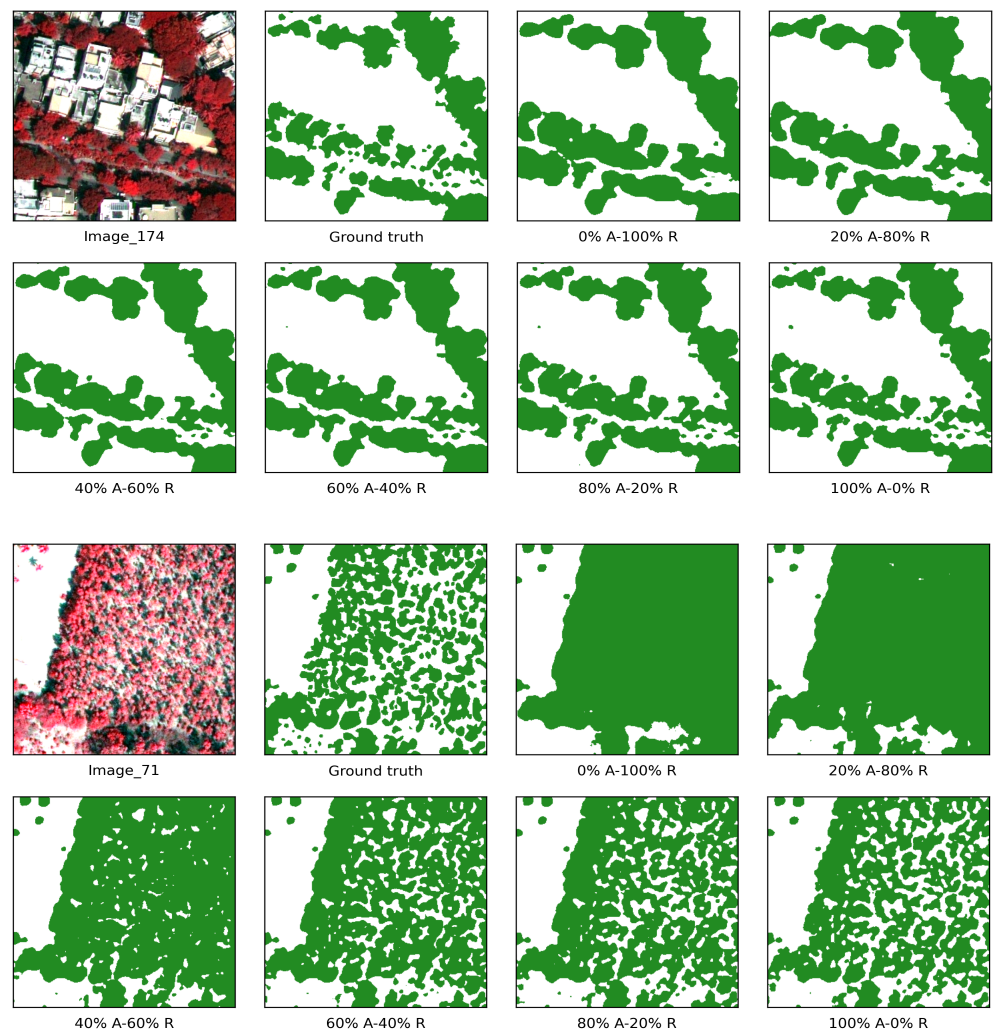 Image_174 Ground truth 0% A-100% R 20% A-80% R
40% A-60% R 60% A-40% R 80% A-20% R 100% A-0% R
Image_71 Ground truth 0% A-100% R 20% A-80% R
40% A-60% R 60% A-40% R 80% A-20% R 100% A-0% R